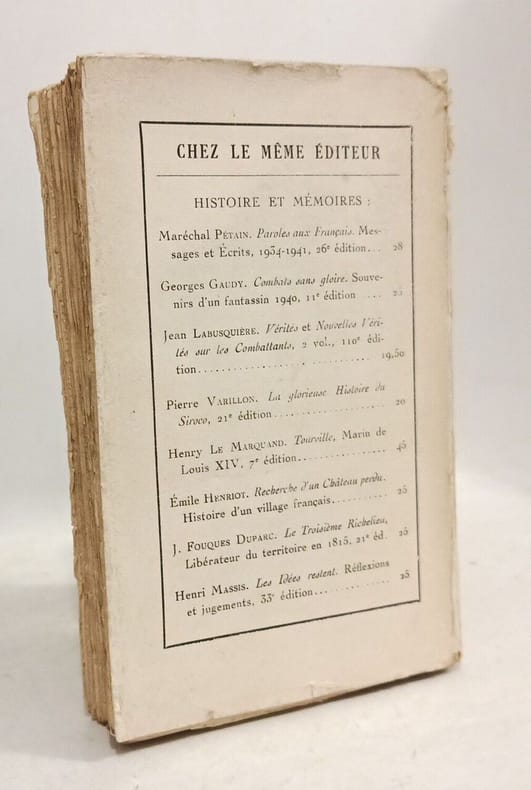 CHEZ LE MÊME ÉDITEUR
HISTOIRE ET MÉMOIRES :
Maréchal PÉTAIN. Paroles aux Français. Mes-
sages et Écrits, 1934-1941, 26e édition... 28
Georges GAUDY. Combats sans gloire. Souve-
nirs d'un fantassin 1940, 11e édition ....
Jean LABUSQUIÈRE. Vérités et Nouvelles Véri-
tés sur les Combattants, 2 vol., 110e édi-
tion........................... 19,50
Pierre VARILLON. La glorieuse Histoire du
Siroco, 21e édition.................. 20
Henry LE MARQUAND. Tourville, Marin de
Louis XIV, 7e édition.............. 45
Émile HENRIOT. Recherche d'un Château perdu.
Histoire d'un village français.......... 25
J. FOUQUES DUPARC. Le Troisième Richelieu,
Libérateur du territoire en 1815, 21e éd. 25
Henri MASSIS. Les Idées restent. Réflexions
et jugements, 33e édition............. 25